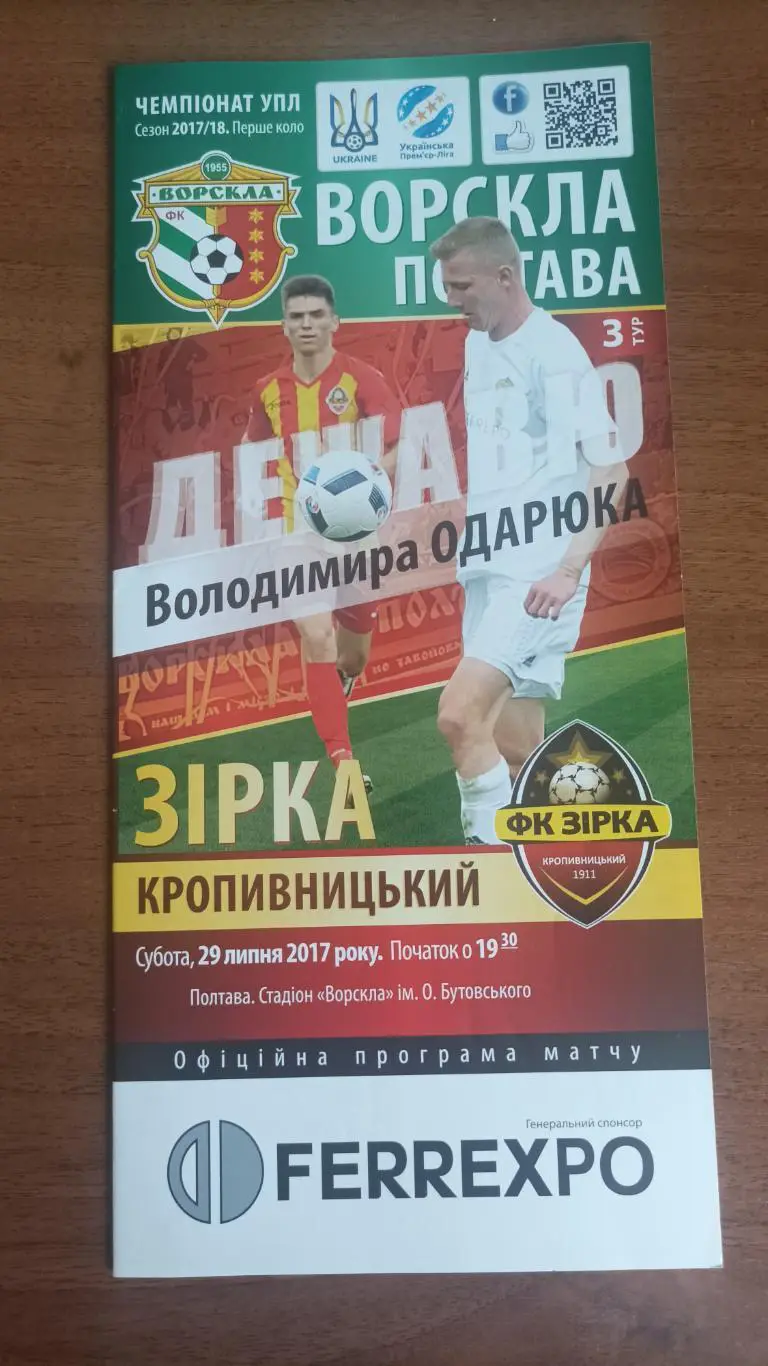 ЧЕМПІОНАТ УПЛ
Сезон 2017/18. Перше коло
UKRAINE
Українська
Прем'єр-Ліга
f
1955
ВОРСКЛА
ФК
ВОРСКЛА
ПОЛТАВА
3 ТУР
ДЕЖАВЮ
Володимира ОДАРЮКА
ВОРСКЛА
ЗІРКА
ФК ЗІРКА
КРОПИВНИЦЬКИЙ
1911
КРОПИВНИЦЬКИЙ
Субота, 29 липня 2017 року. Початок о 19 30
Полтава. Стадіон «Ворскла» ім. О. Бутовського
Офіційна програма матчу
Генеральний спонсор
FERREXPO